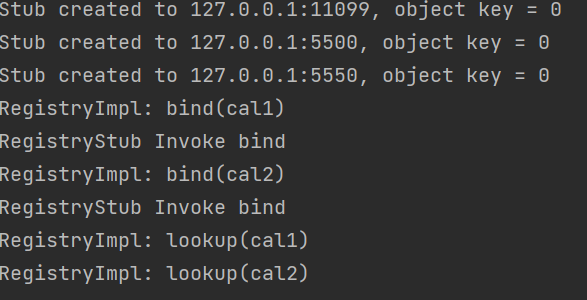 Stub created to 127.0.0.1:11099, object key = 0
Stub created to 127.0.0.1:5500, object key = 0
Stub created to 127.0.0.1:5550, object key = 0
RegistryImpl: bind(cal1)
RegistryStub Invoke bind
RegistryImpl: bind(cal2)
RegistryStub Invoke bind
RegistryImpl: lookup(cal1)
RegistryImpl: lookup(cal2)